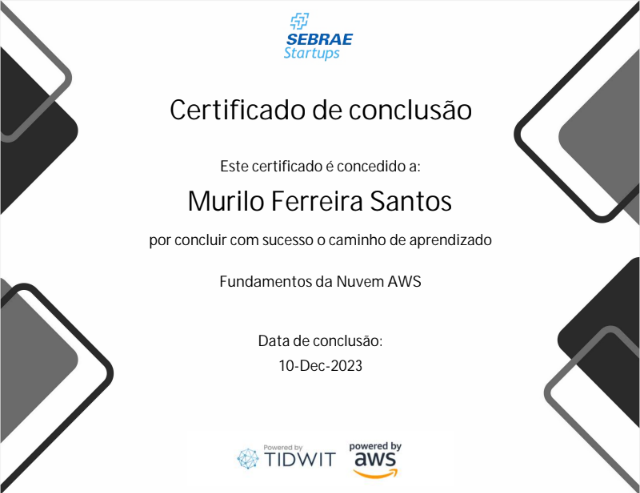 SEBRAE
Startups
Certificado de conclusão
Este certificado é concedido a:
Murilo Ferreira Santos
por concluir com sucesso o caminho de aprendizado
Fundamentos da Nuvem AWS
Data de conclusão:
10-Dec-2023
Powered by
TIDWIT
powered by
aws